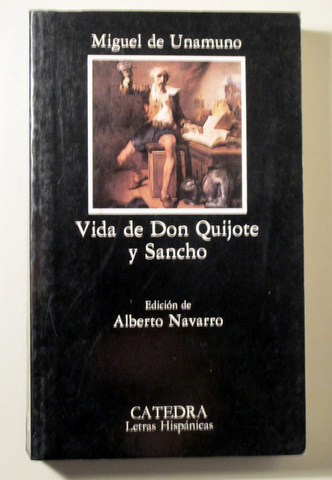 Miguel de Unamuno
Vida de Don Quijote
y Sancho
Edición de
Alberto Navarro
CATEDRA
Letras Hispánicas